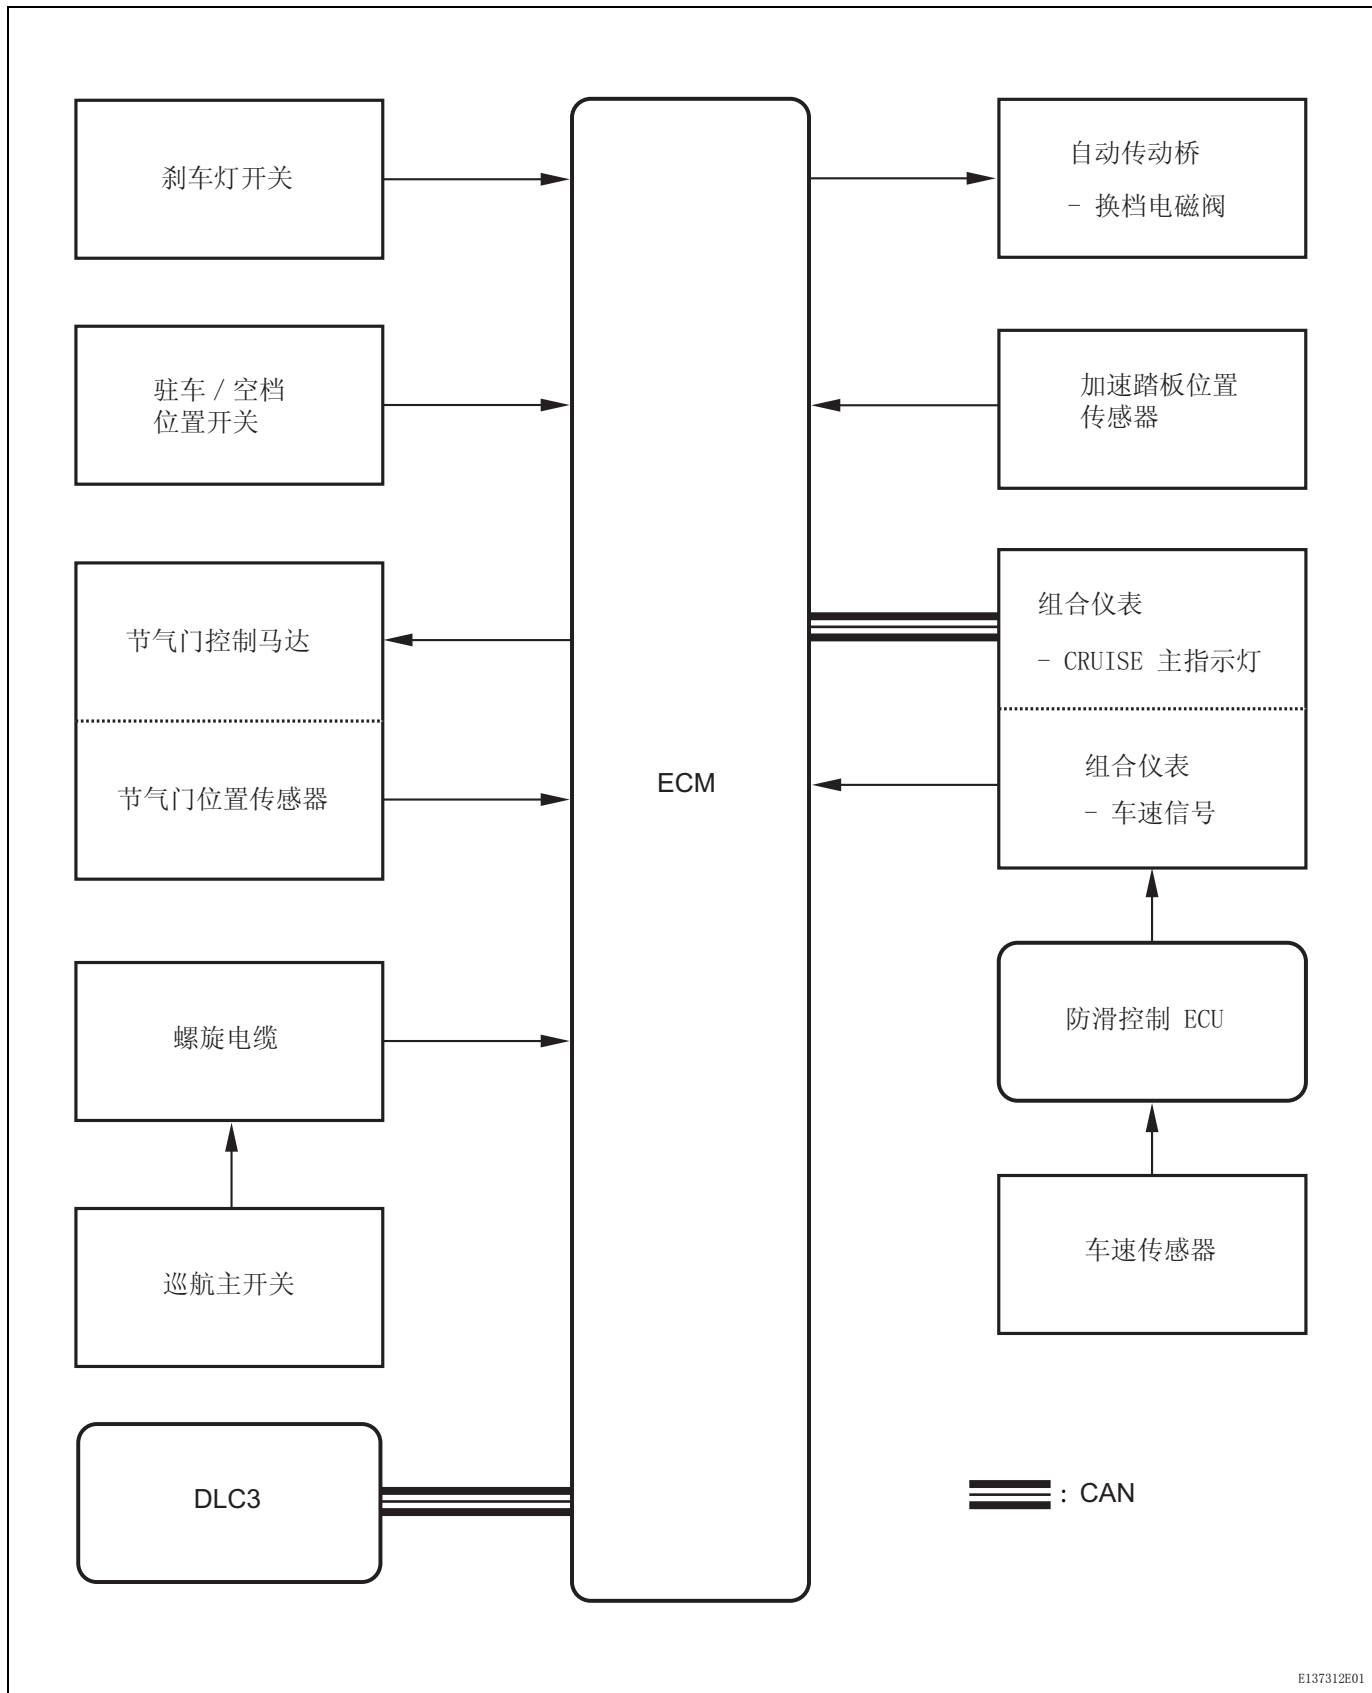 刹车灯开关
驻车 / 空档
位置开关
节气门控制马达
节气门位置传感器
螺旋电缆
巡航主开关
DLC3
ECM
自动传动桥
- 换档电磁阀
加速踏板位置
传感器
组合仪表
- CRUISE 主指示灯
组合仪表
- 车速信号
防滑控制 ECU
车速传感器
: CAN
E137312E01